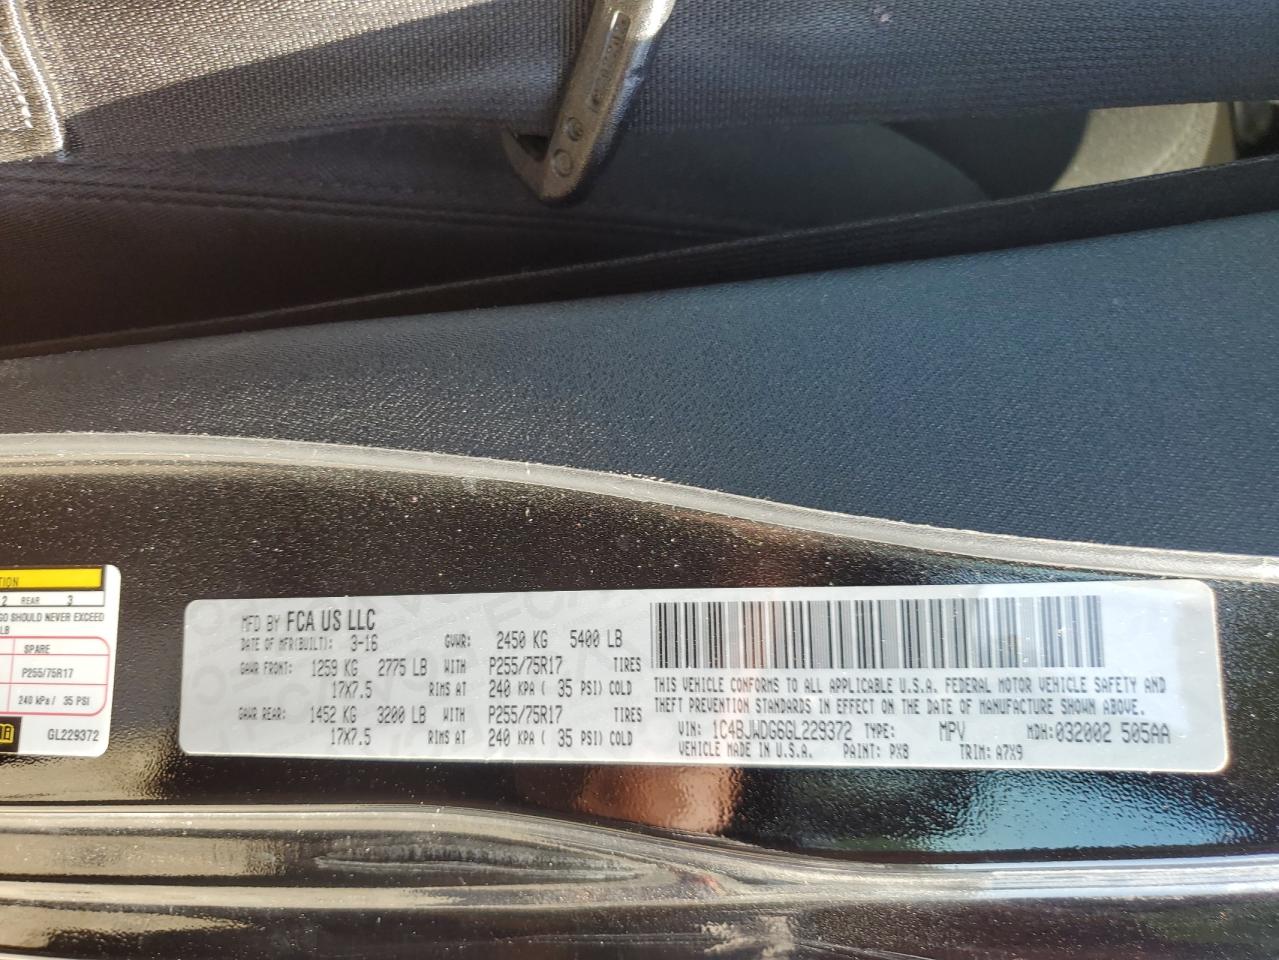 TION
2 REAR 3
GO SHOULD NEVER EXCEED
LB
SPARE
P255/75R17
240 kPa / 35 PSI
GL229372
MFD BY FCA US LLC
DATE OF MFR(BUILT): 3-16 GVWR: 2450 KG 5400 LB
GAWR FRONT: 1259 KG 2775 LB WITH P255/75R17 TIRES
17X7.5 RIMS AT 240 KPA ( 35 PSI) COLD
GAWR REAR: 1452 KG 3200 LB WITH P255/75R17 TIRES
17X7.5 RIMS AT 240 KPA ( 35 PSI) COLD
THIS VEHICLE CONFORMS TO ALL APPLICABLE U.S.A. FEDERAL MOTOR VEHICLE SAFETY AND
THEFT PREVENTION STANDARDS IN EFFECT ON THE DATE OF MANUFACTURE SHOWN ABOVE.
VIN: 1C4BJWDG6GL229372 TYPE: MPV MDH:032002 505AA
VEHICLE MADE IN U.S.A. PAINT: PX8 TRIM: A7X9